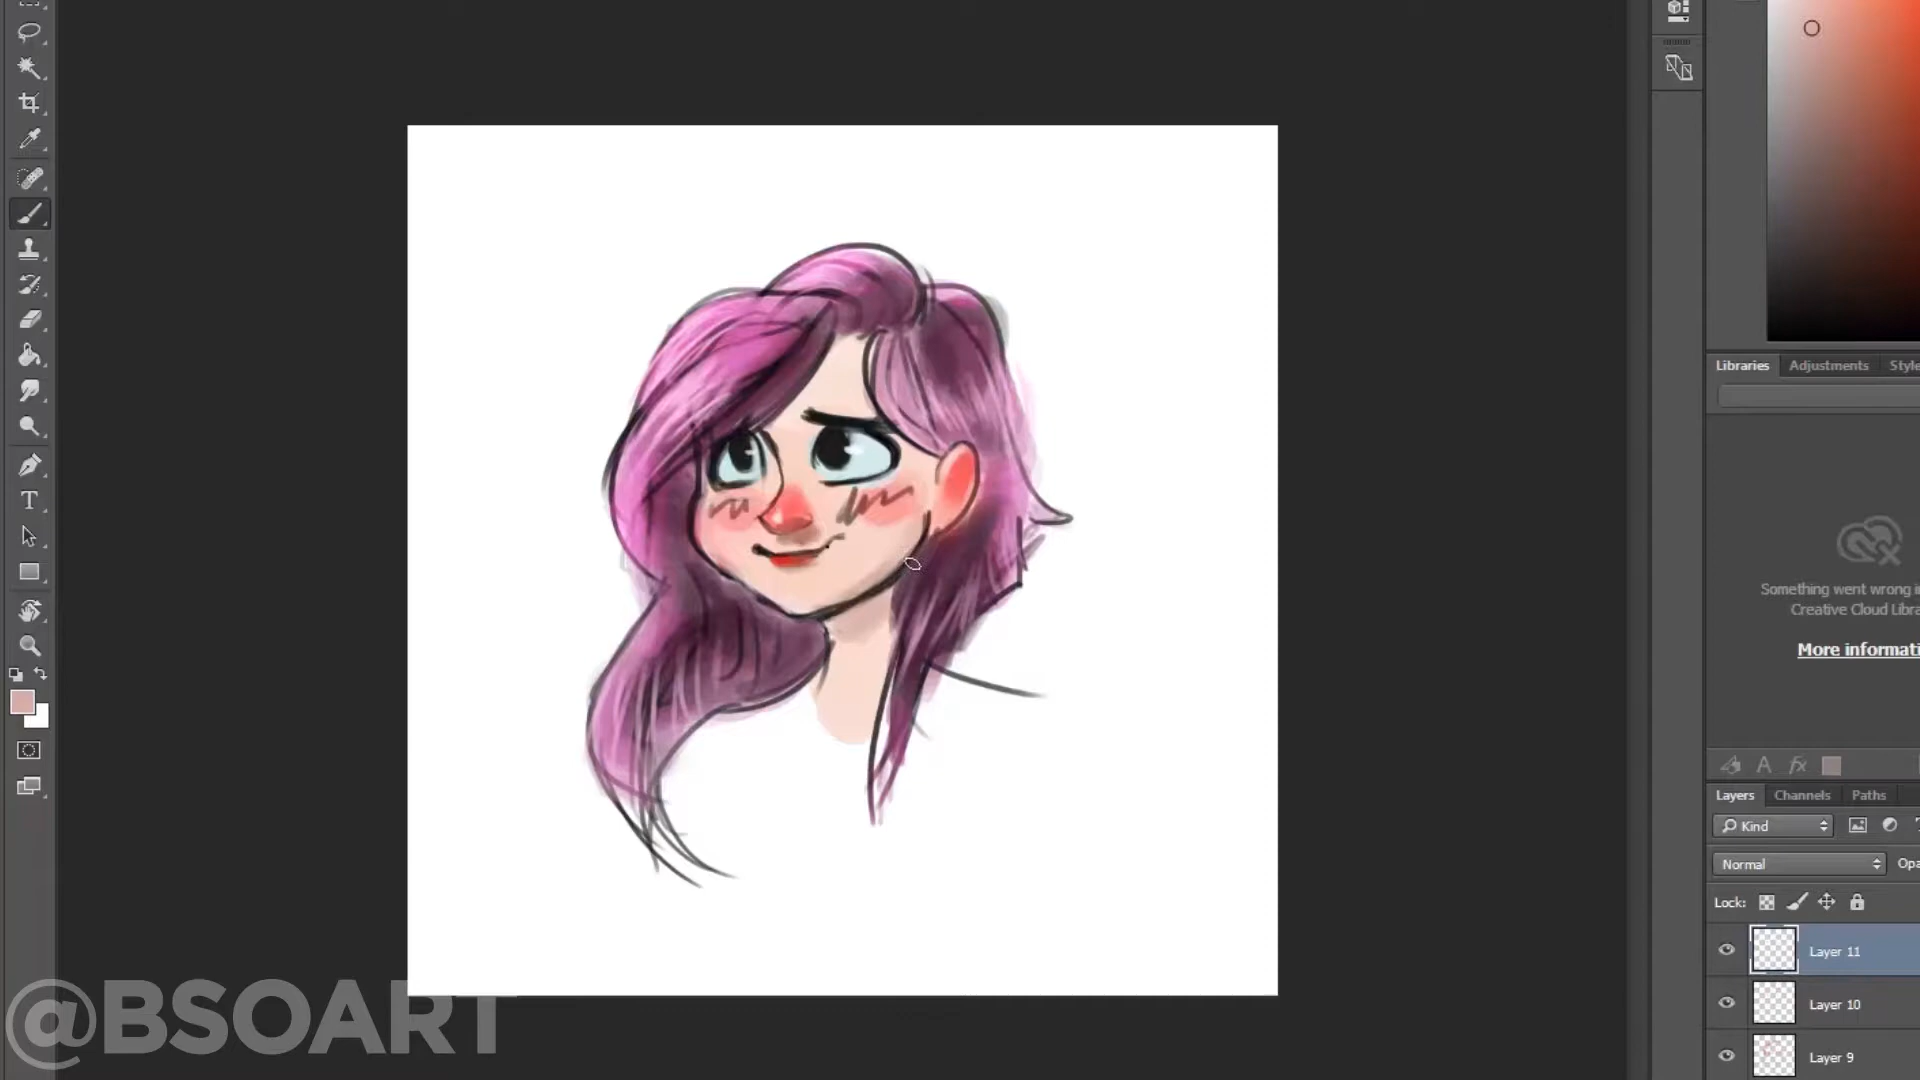 Libraries Adjustments Style
Something went wrong in
Creative Cloud Libra
More informati
Layers Channels Paths
Kind
Normal Opa
Lock:
Layer 11
Layer 10
Layer 9
@BSOART